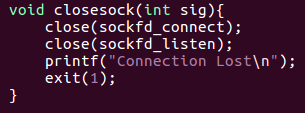 void closesock(int sig){
    close(sockfd_connect);
    close(sockfd_listen);
    printf("Connection Lost\n");
    exit(1);
}